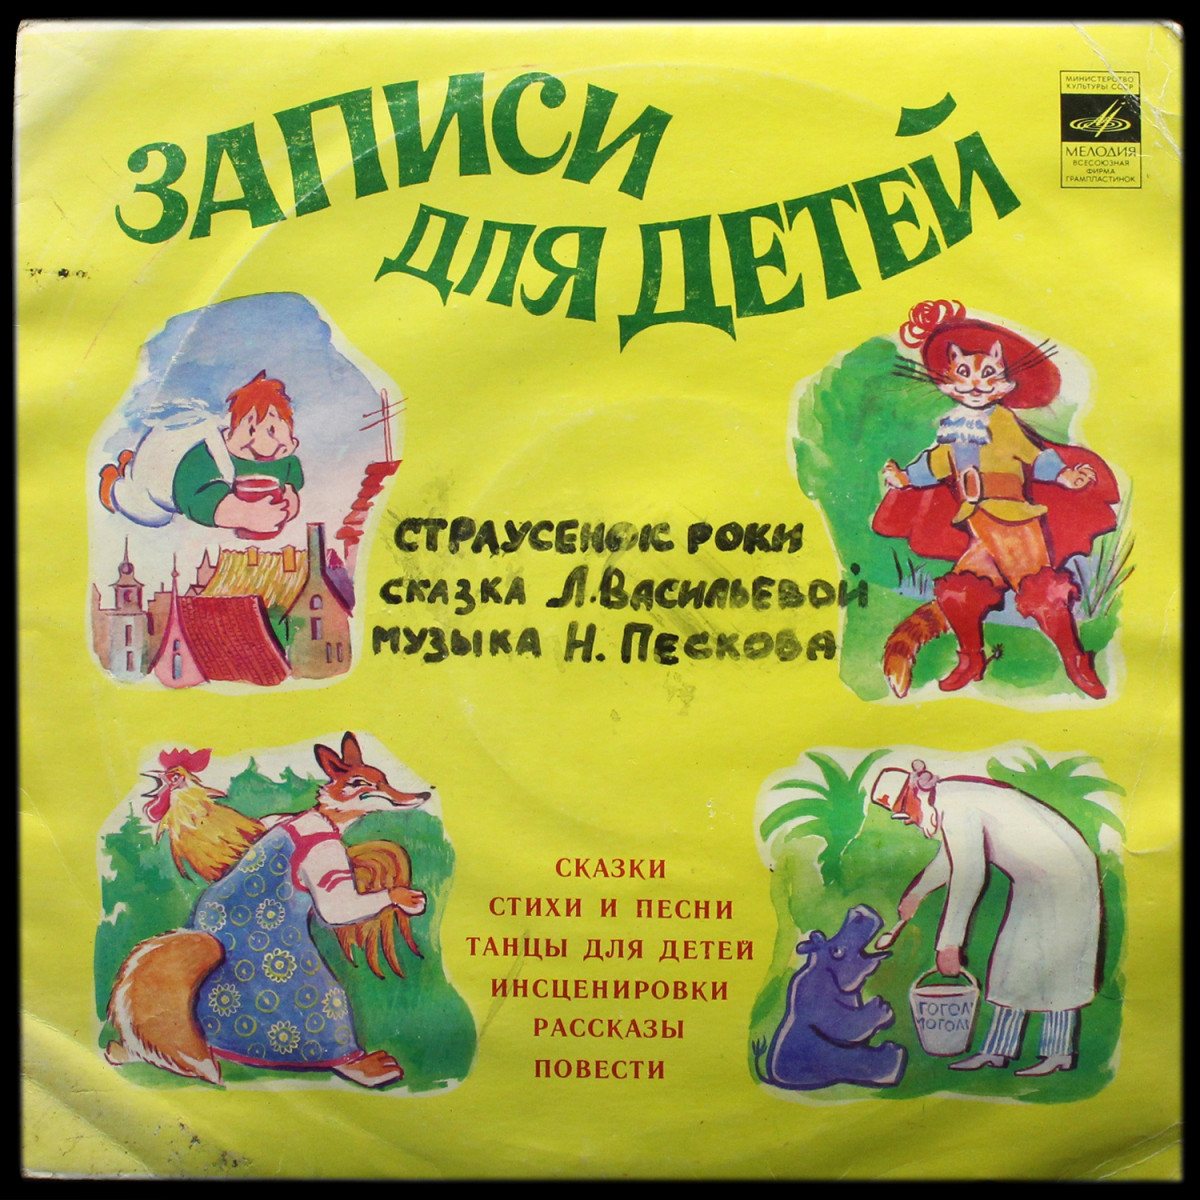 ЗАПИСИ
ДЛЯ ДЕТЕЙ
МИНИСТЕРСТВО
КУЛЬТУРЫ СССР
МЕЛОДИЯ
ВСЕСОЮЗНАЯ
ФИРМА
ГРАМПЛАСТИНОК
СТРАУСЕНОК РОКИ
СКАЗКА Л. ВАСИЛЬЕВОЙ
МУЗЫКА Н. ПЕСКОВА
СКАЗКИ
СТИХИ И ПЕСНИ
ТАНЦЫ ДЛЯ ДЕТЕЙ
ИНСЦЕНИРОВКИ
РАССКАЗЫ
ПОВЕСТИ
ГОГОЛЬ
МОГОЛЬ